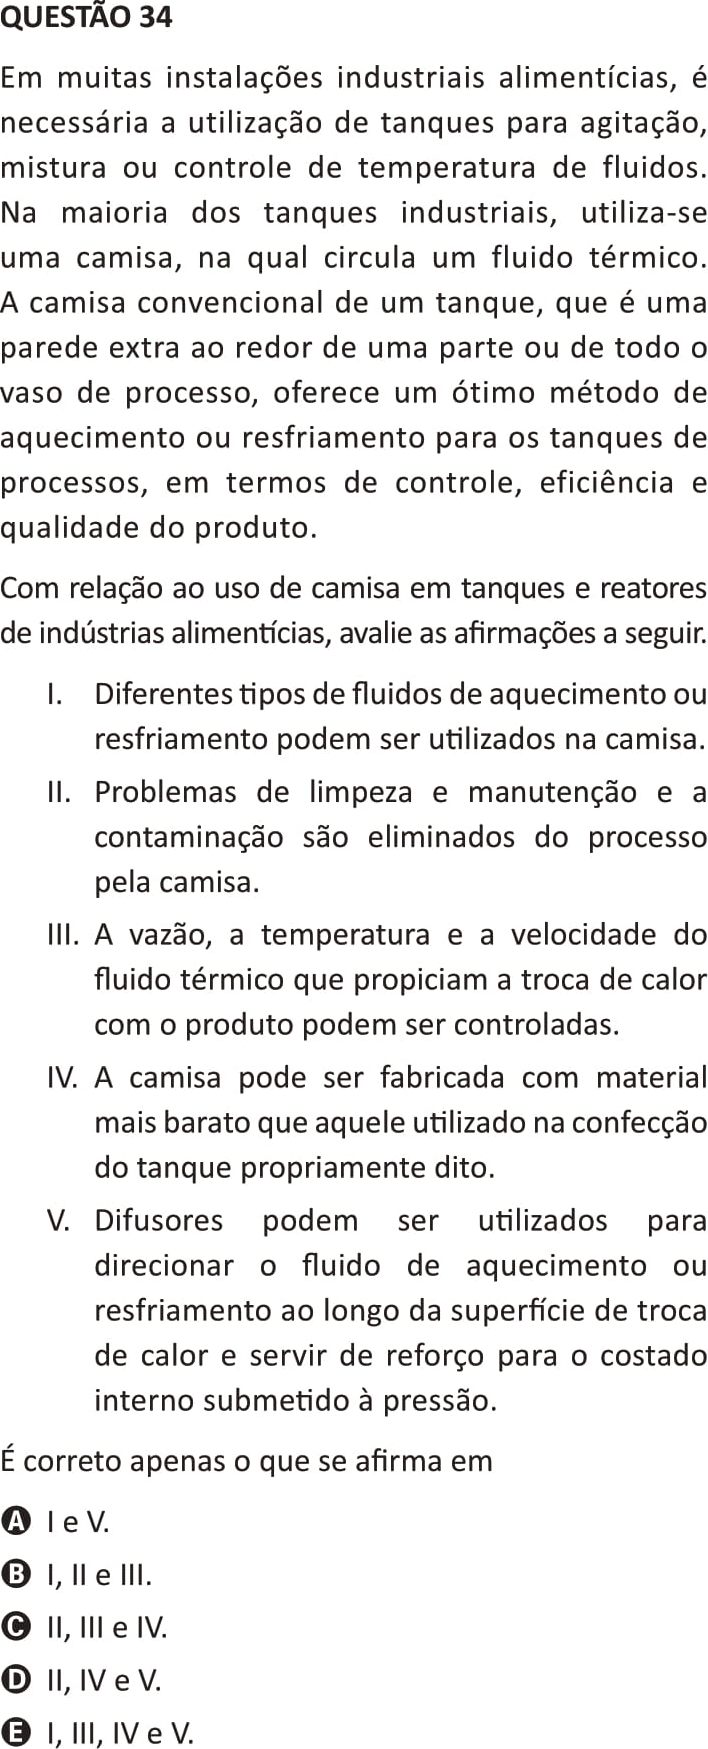 QUESTÃO 34
Em muitas instalações industriais alimentícias, é
necessária a utilização de tanques para agitação,
mistura ou controle de temperatura de fluidos.
Na maioria dos tanques industriais, utiliza-se
uma camisa, na qual circula um fluido térmico.
A camisa convencional de um tanque, que é uma
parede extra ao redor de uma parte ou de todo o
vaso de processo, oferece um ótimo método de
aquecimento ou resfriamento para os tanques de
processos, em termos de controle, eficiência e
qualidade do produto.
Com relação ao uso de camisa em tanques e reatores
de indústrias alimentícias, avalie as afirmações a seguir.
I. Diferentes tipos de fluidos de aquecimento ou
resfriamento podem ser utilizados na camisa.
II. Problemas de limpeza e manutenção e a
contaminação são eliminados do processo
pela camisa.
III. A vazão, a temperatura e a velocidade do
fluido térmico que propiciam a troca de calor
com o produto podem ser controladas.
IV. A camisa pode ser fabricada com material
mais barato que aquele utilizado na confecção
do tanque propriamente dito.
V. Difusores podem ser utilizados para
direcionar o fluido de aquecimento ou
resfriamento ao longo da superfície de troca
de calor e servir de reforço para o costado
interno submetido à pressão.
É correto apenas o que se afirma em
A I e V.
B I, II e III.
C II, III e IV.
D II, IV e V.
E I, III, IV e V.